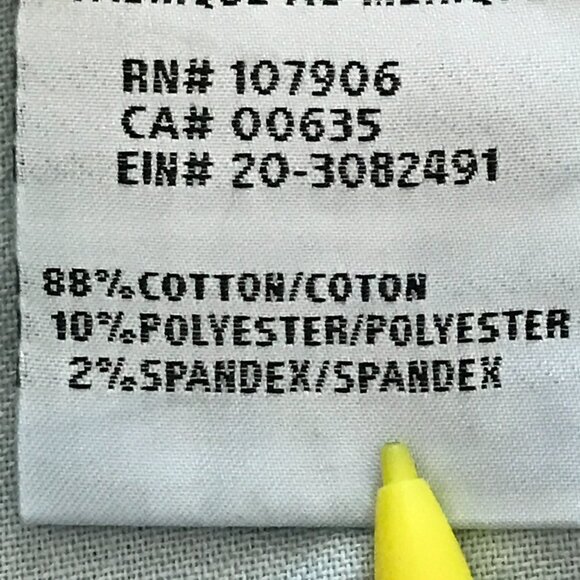 RN# 107906
CA# 00635
EIN# 20-3082491
88%COTTON/COTON
10%POLYESTER/POLYESTER
2%SPANDEX/SPANDEX